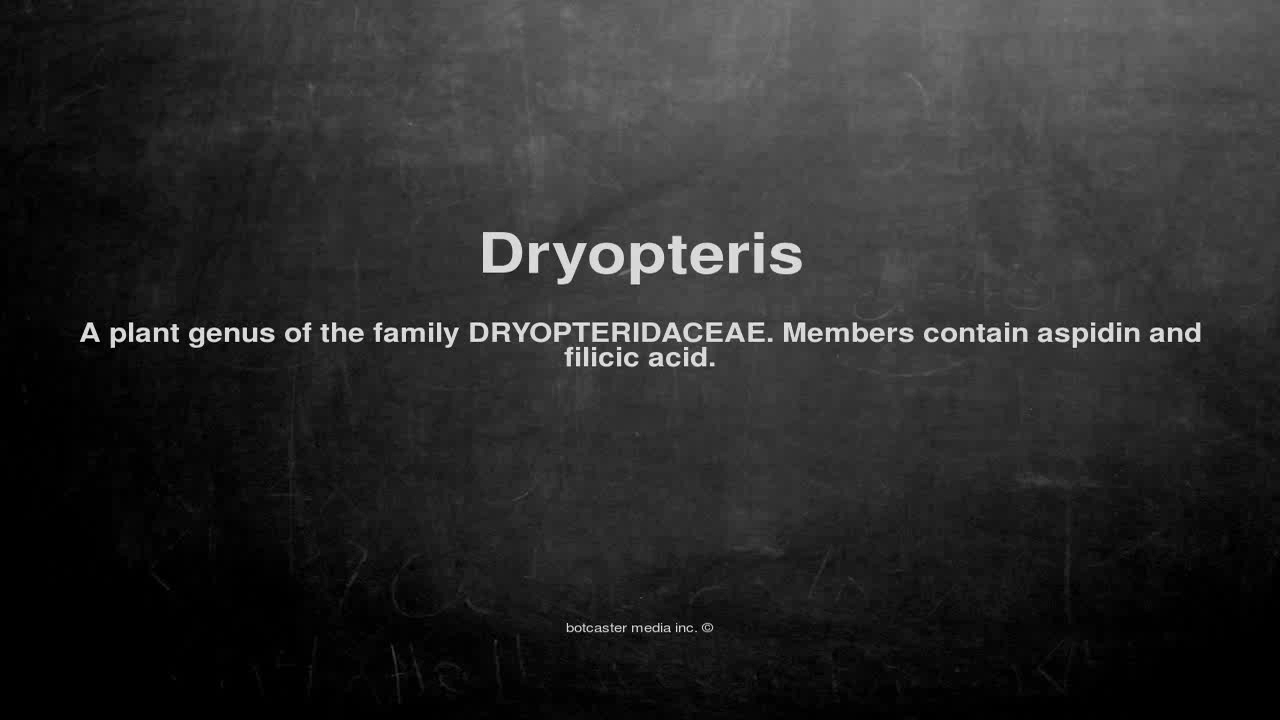 Dryopteris
A plant genus of the family DRYOPTERIDACEAE. Members contain aspidin and
filicic acid.
botcaster media inc. ©